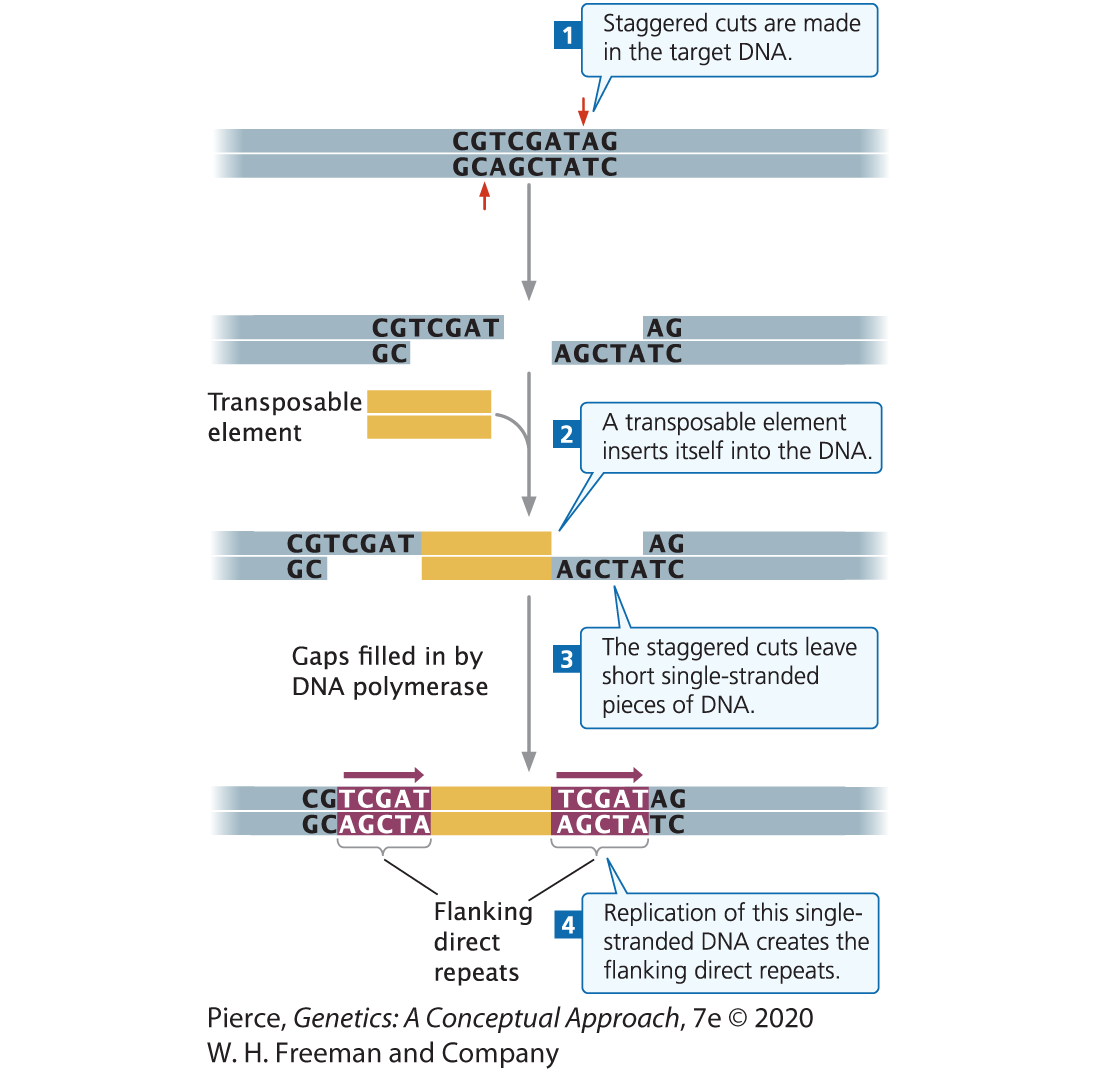 1
Staggered cuts are made
in the target DNA.
CGTCGATAG
GCAGCTATC
CGTCGAT
AG
GC
AGCTATC
Transposable
element
2
A transposable element
inserts itself into the DNA.
CGTCGAT
AG
GC
AGCTATC
Gaps filled in by
DNA polymerase
3
The staggered cuts leave
short single-stranded
pieces of DNA.
CGTCGAT
TCGATAG
GCAGCTA
AGCTATC
Flanking
direct
repeats
4
Replication of this single-
stranded DNA creates the
flanking direct repeats.
Pierce, Genetics: A Conceptual Approach, 7e © 2020
W. H. Freeman and Company